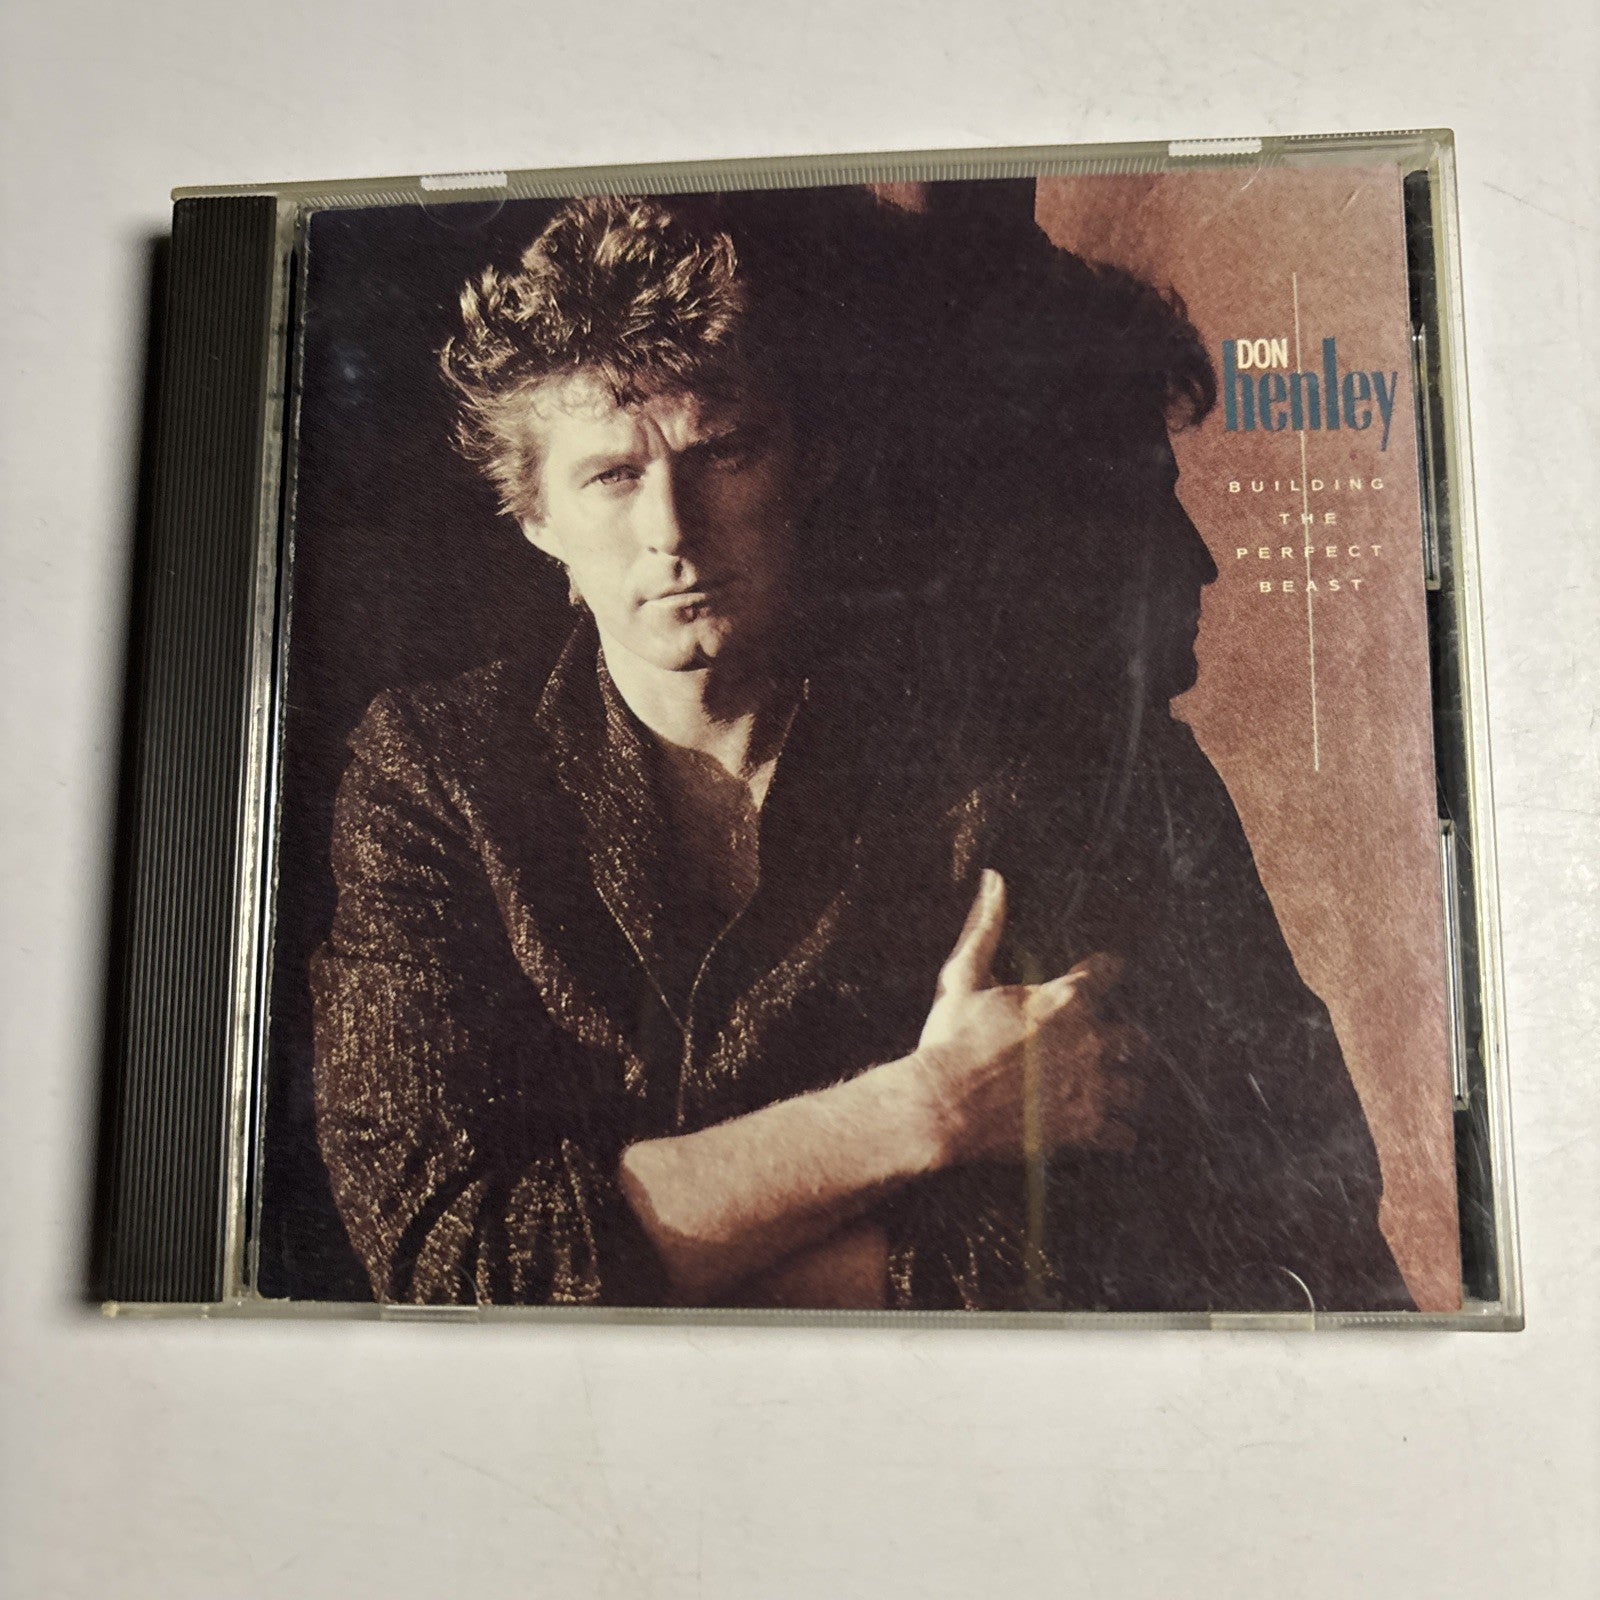 DON
henley
BUILDING
THE
PERFECT
BEAST